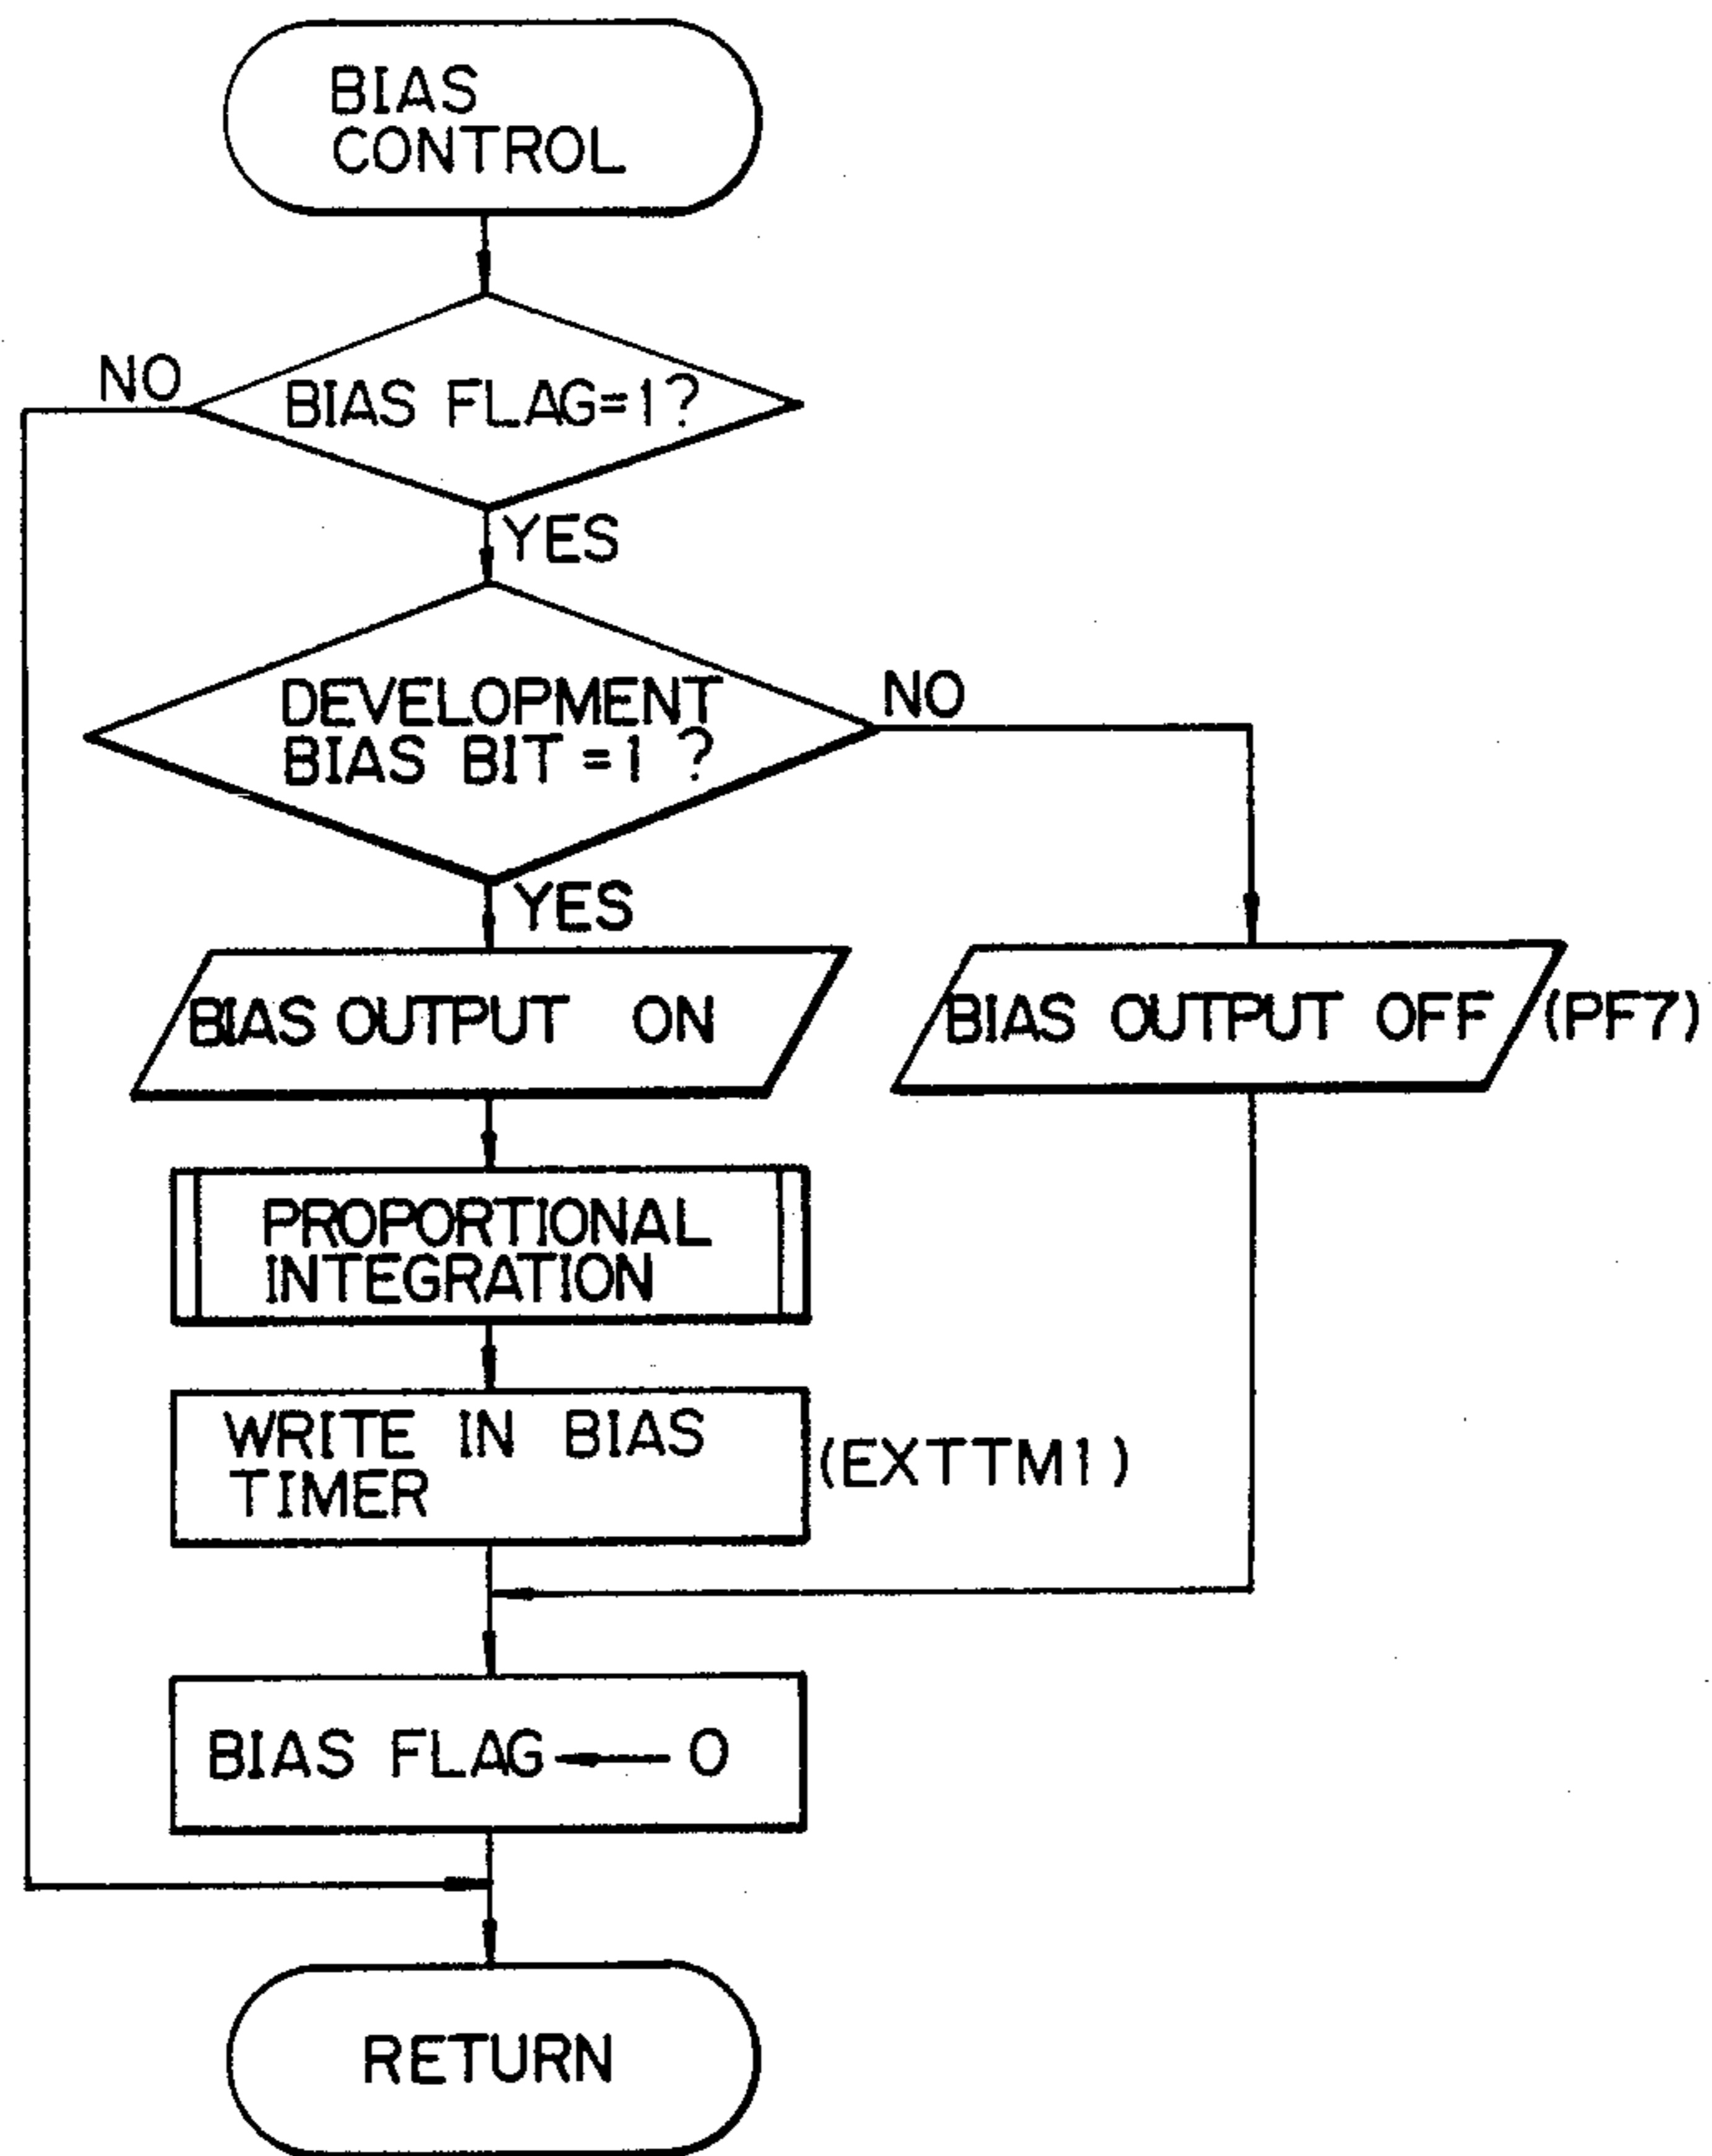 BIAS
CONTROL
NO
BIAS FLAG=1?
YES
DEVELOPMENT
BIAS BIT=1 ?
NO
YES
BIAS OUTPUT ON
BIAS OUTPUT OFF
(PF7)
PROPORTIONAL
INTEGRATION
WRITE IN BIAS
TIMER
(EXTTM1)
BIAS FLAG ← 0
RETURN